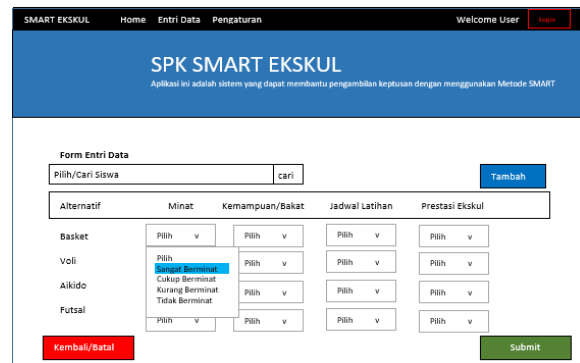 SMART EKSKUL Home Entri Data Pengaturan Welcome User Login
SPK SMART EKSKUL
Aplikasi ini adalah sistem yang dapat membantu pengambilan keptusan dengan menggunakan Metode SMART
Form Entri Data
Pilih/Cari Siswa cari Tambah
Alternatif Minat Kemampuan/Bakat Jadwal Latihan Prestasi Ekskul
Basket Pilih v Pilih v Pilih v Pilih v
Voli Pilih Pilih v Pilih v Pilih v
Sangat Berminat
Cukup Berminat
Aikido Kurang Berminat Pilih v Pilih v Pilih v
Tidak Berminat
Futsal Pilih v Pilih v Pilih v Pilih v
Kembali/Batal Submit